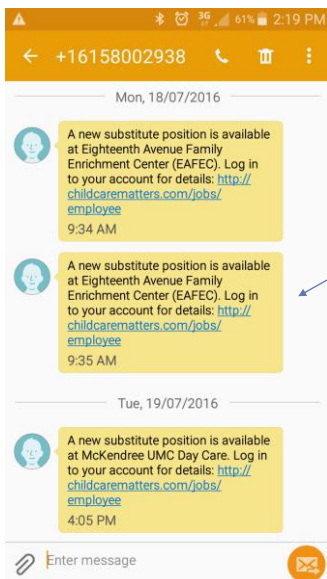 3G 61% 2:19 PM
+16158002938
Mon, 18/07/2016
A new substitute position is available
at Eighteenth Avenue Family
Enrichment Center (EAFEC). Log in
to your account for details: http://
childcarematters.com/jobs/
employee
9:34 AM
A new substitute position is available
at Eighteenth Avenue Family
Enrichment Center (EAFEC). Log in
to your account for details: http://
childcarematters.com/jobs/
employee
9:35 AM
Tue, 19/07/2016
A new substitute position is available
at McKendree UMC Day Care. Log in
to your account for details: http://
childcarematters.com/jobs/
employee
4:05 PM
Enter message